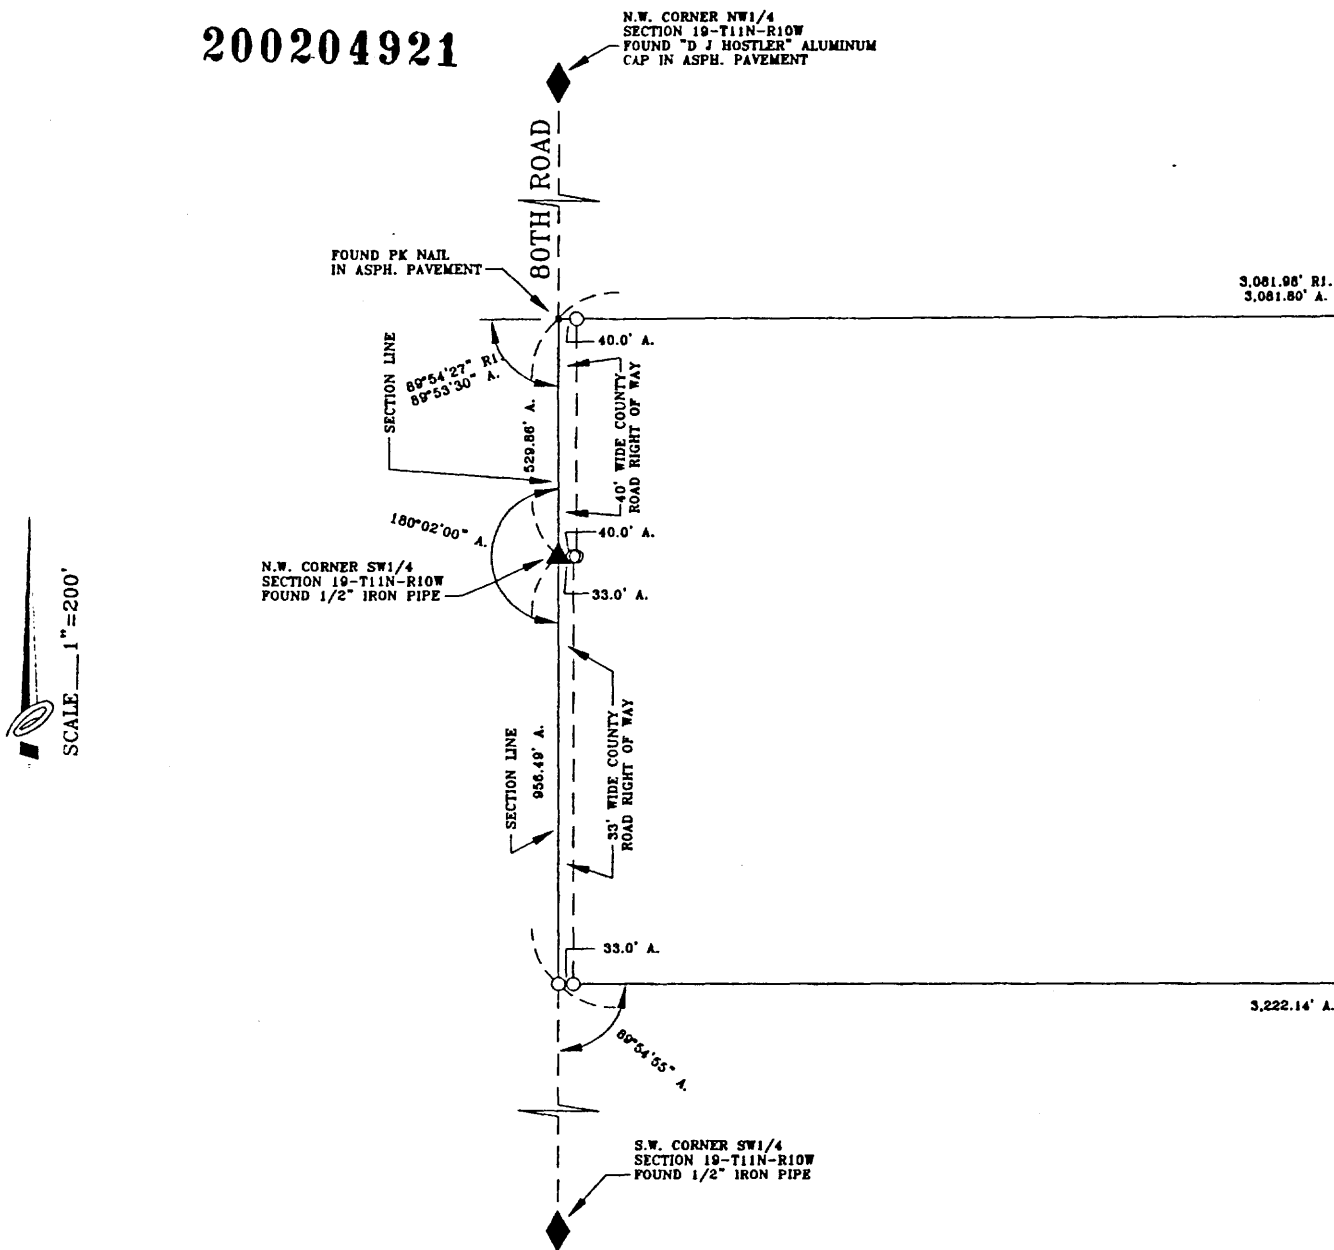 200204921
N.W. CORNER NW1/4
SECTION 19-T11N-R10W
FOUND "D J HOSTLER" ALUMINUM
CAP IN ASPH. PAVEMENT
80TH ROAD
FOUND PK NAIL
IN ASPH. PAVEMENT
3,081.98' R1.
3,081.80' A.
40.0' A.
SECTION LINE
89°54'27" R1.
89°53'30" A.
529.86' A.
40' WIDE COUNTY
ROAD RIGHT OF WAY
180°02'00" A.
40.0' A.
N.W. CORNER SW1/4
SECTION 19-T11N-R10W
FOUND 1/2" IRON PIPE
33.0' A.
SCALE 1"=200'
SECTION LINE
956.49' A.
33' WIDE COUNTY
ROAD RIGHT OF WAY
33.0' A.
3,222.14' A.
89°54'55" A.
S.W. CORNER SW1/4
SECTION 19-T11N-R10W
FOUND 1/2" IRON PIPE